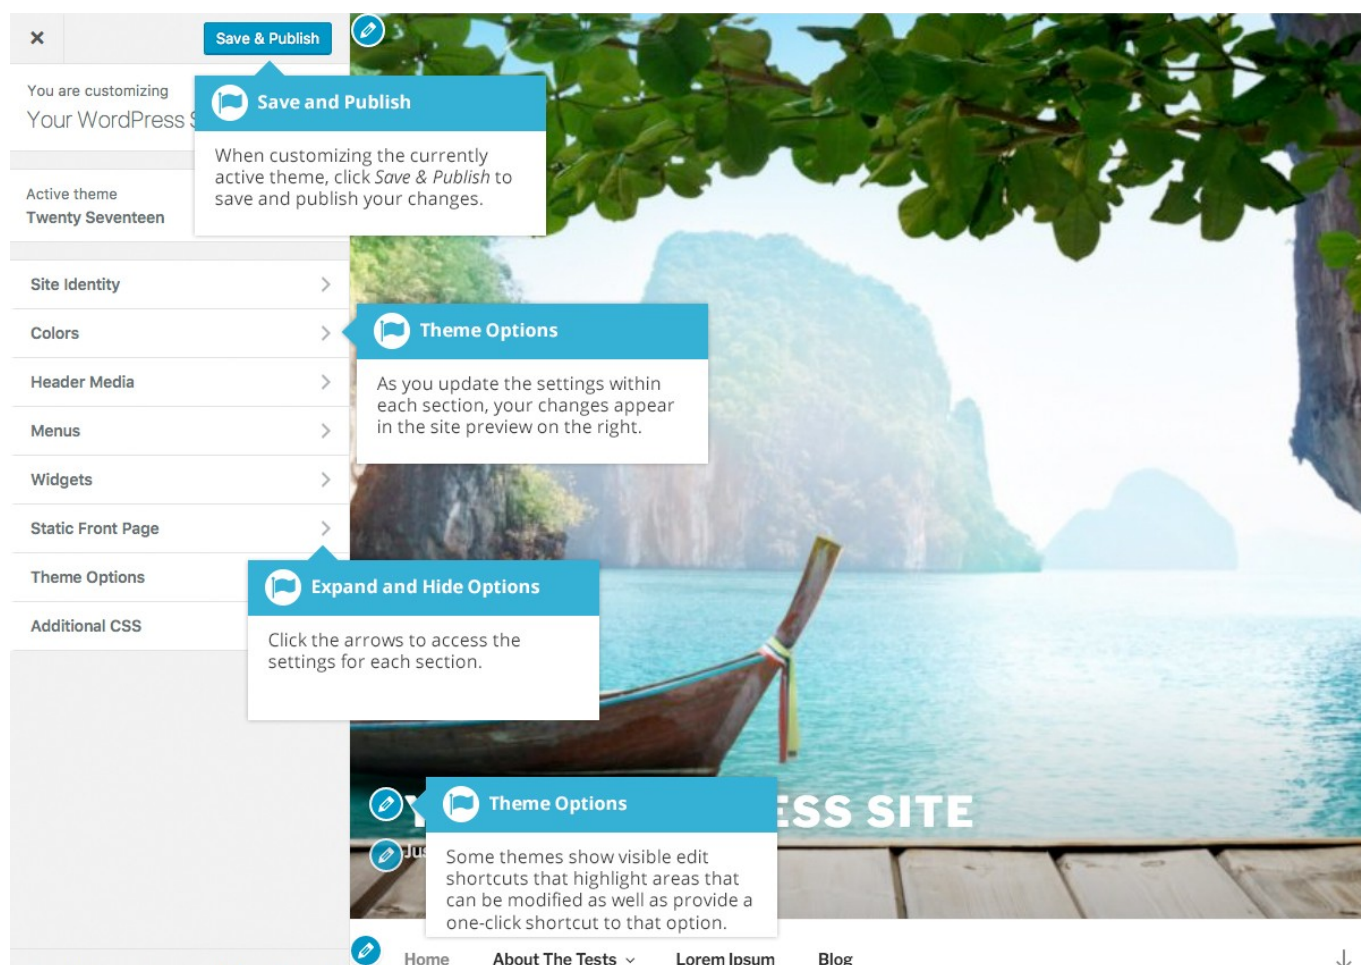 Save & Publish
You are customizing
Your WordPress
Save and Publish
When customizing the currently
active theme, click Save & Publish to
save and publish your changes.
Active theme
Twenty Seventeen
Site Identity
Colors
Header Media
Menus
Widgets
Static Front Page
Theme Options
Additional CSS
Theme Options
As you update the settings within
each section, your changes appear
in the site preview on the right.
Expand and Hide Options
Click the arrows to access the
settings for each section.
Theme Options
Some themes show visible edit
shortcuts that highlight areas that
can be modified as well as provide a
one-click shortcut to that option.
SITE
Home About The Tests Lorem Ipsum Blog